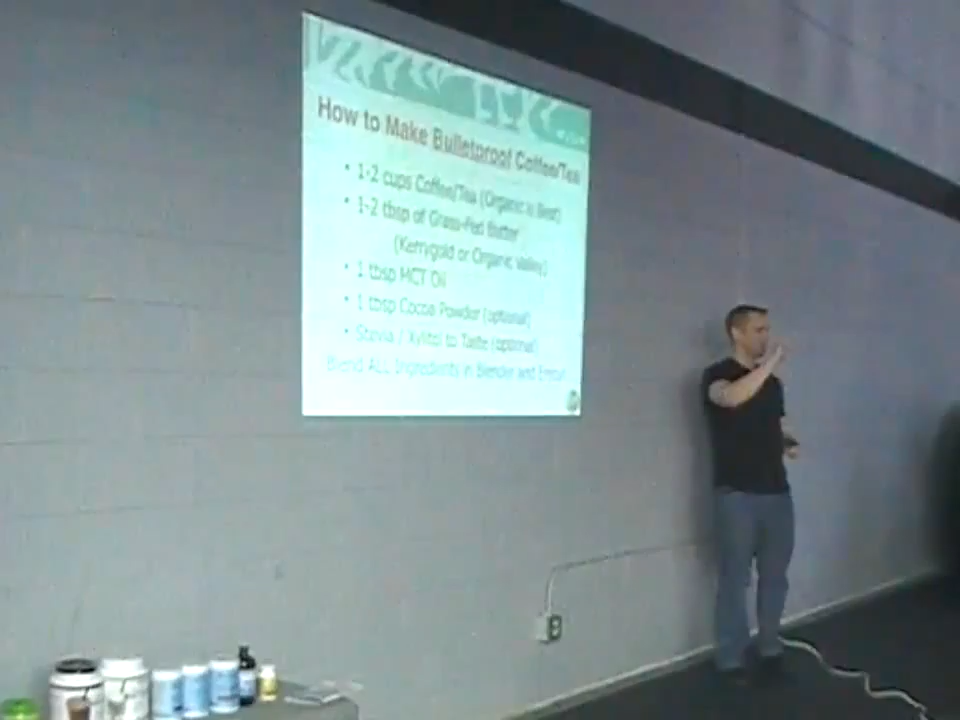 How to Make Bulletproof Coffee/Tea
• 1-2 cups Coffee/Tea (Organic is Best)
• 1-2 tbsp of Grass-Fed Butter
(Kerrygold or Organic Valley)
• 1 tbsp MCT Oil
• 1 tbsp Cocoa Powder (optional)
• Stevia / Xylitol to Taste (optional)
Blend ALL Ingredients in Blender and Enjoy